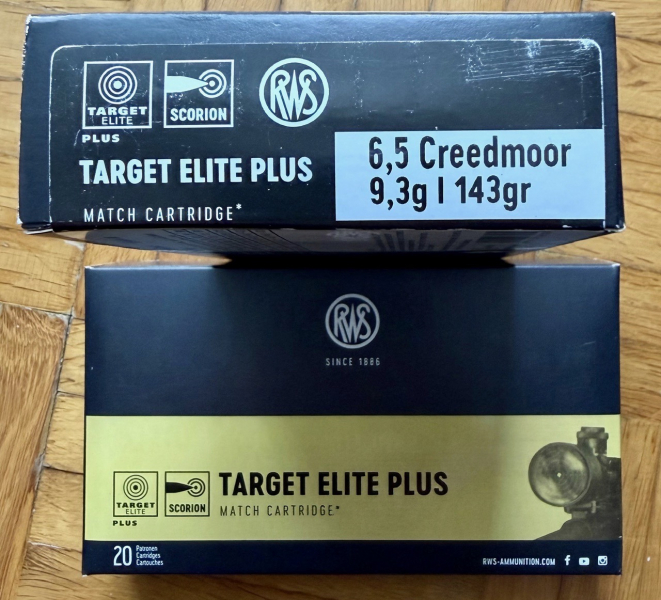 TARGET
ELITE
PLUS
SCORION
RWS
TARGET ELITE PLUS
MATCH CARTRIDGE*
6,5 Creedmoor
9,3g | 143gr
RWS
SINCE 1886
TARGET
ELITE
PLUS
SCORION
TARGET ELITE PLUS
MATCH CARTRIDGE*
20 Patronen
Cartridges
Cartouches
RWS-AMMUNITION.COM